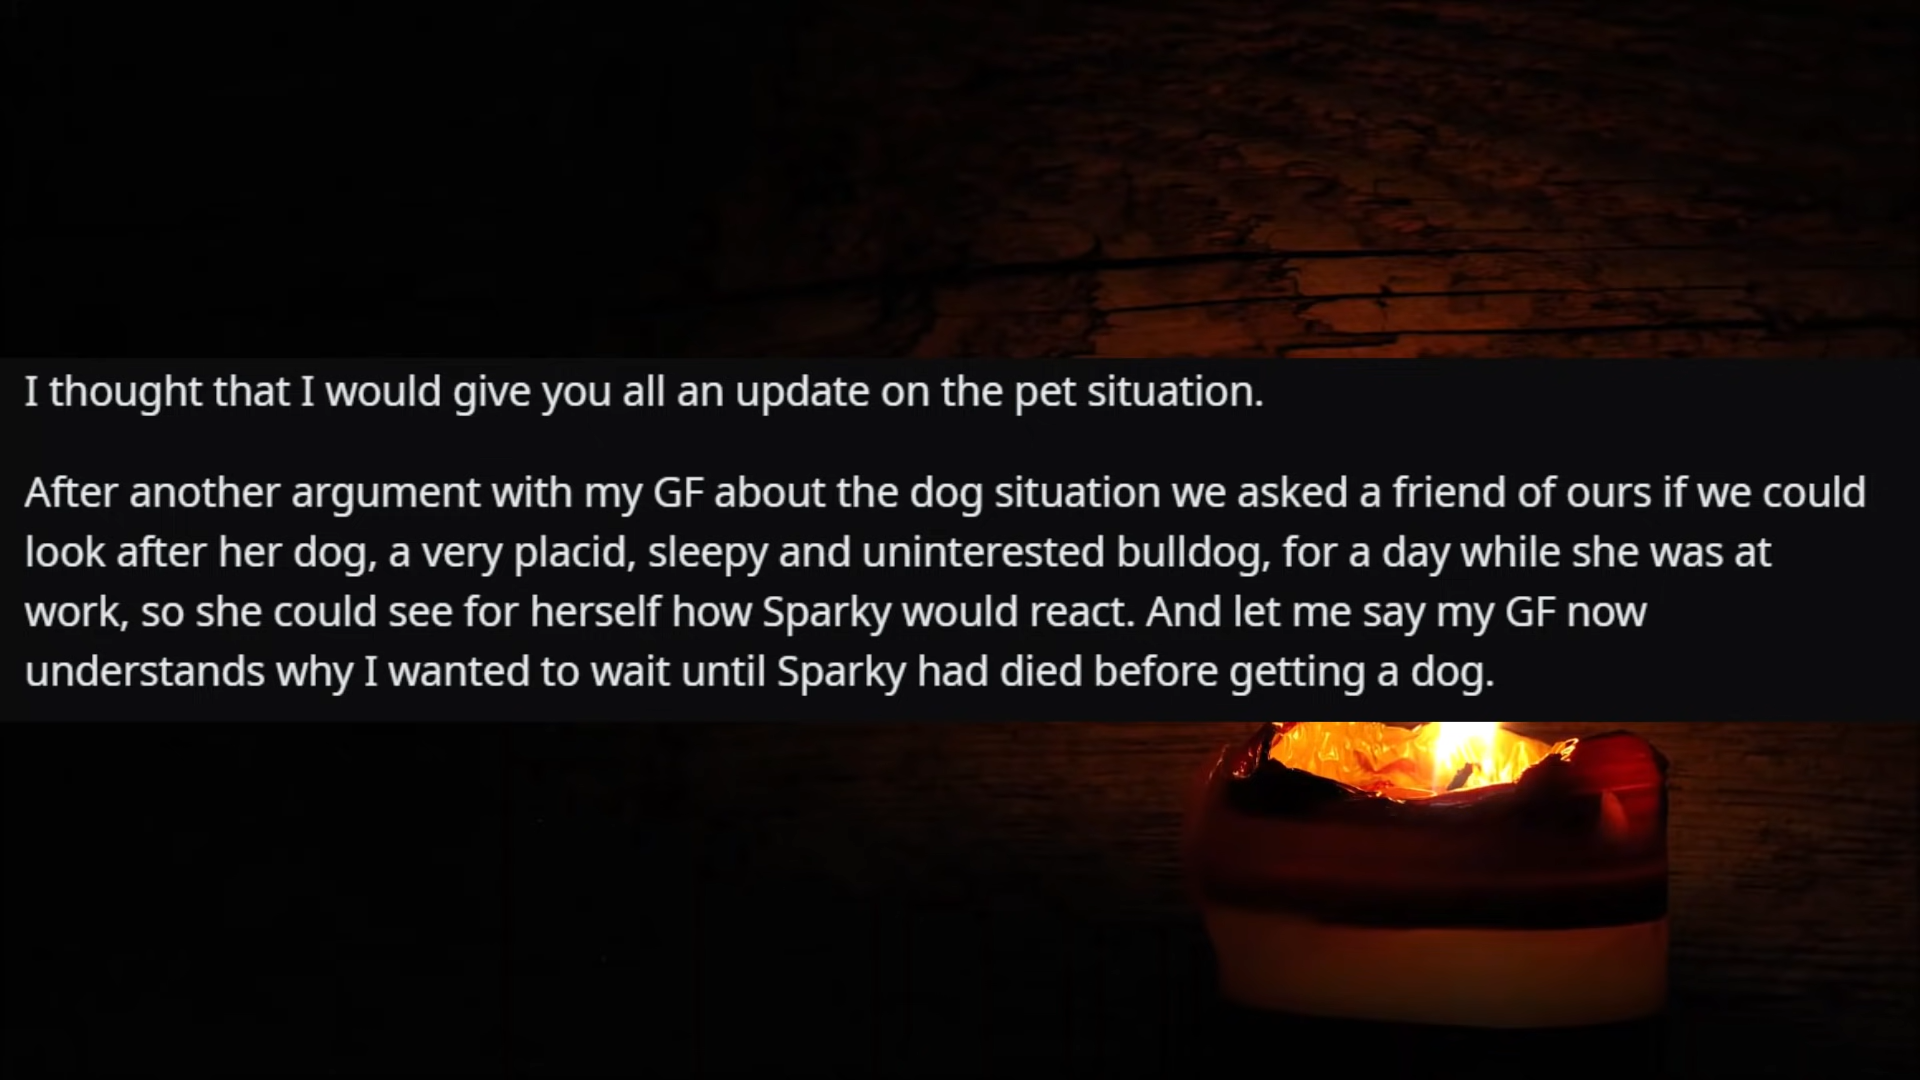 I thought that I would give you all an update on the pet situation.
After another argument with my GF about the dog situation we asked a friend of ours if we could
look after her dog, a very placid, sleepy and uninterested bulldog, for a day while she was at
work, so she could see for herself how Sparky would react. And let me say my GF now
understands why I wanted to wait until Sparky had died before getting a dog.